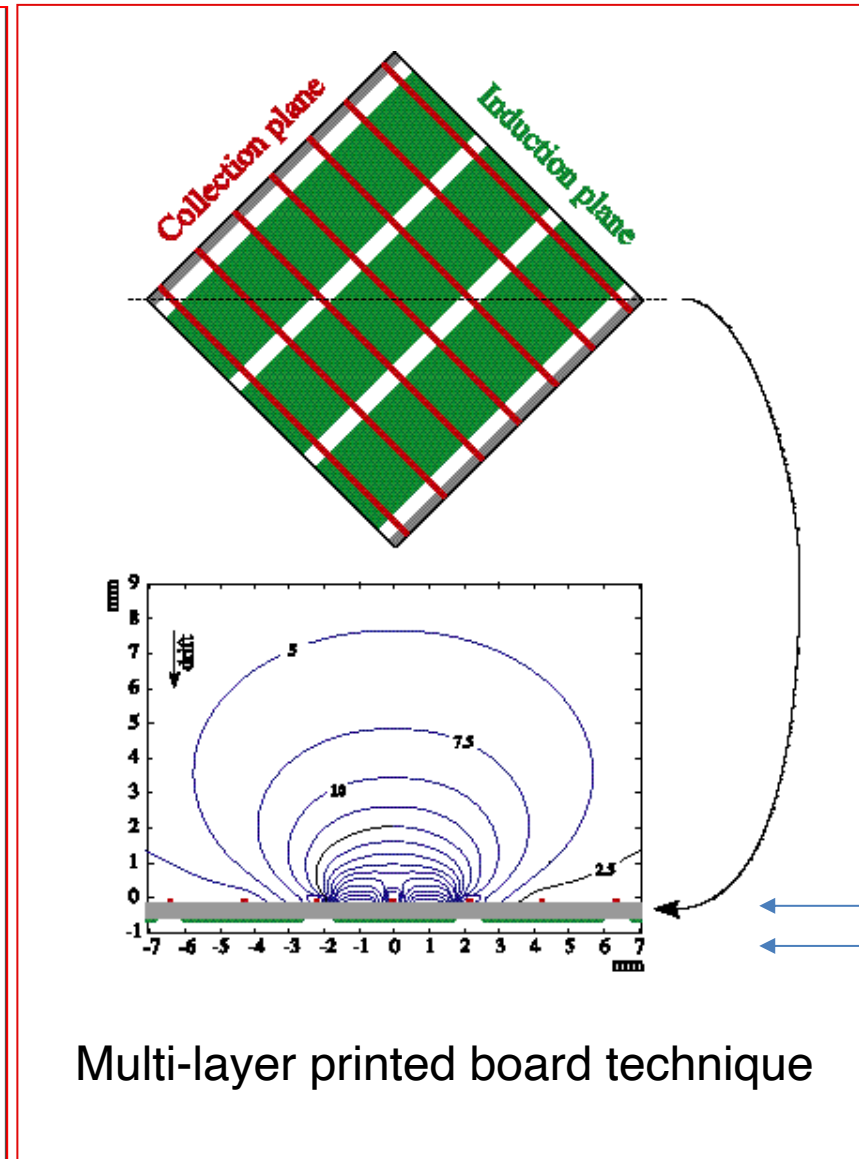 Collection plane
Induction plane
mm
9
8
7
6
5
4
3
2
1
0
-1
drift
5
7.5
10
2.5
-7 -6 -5 -4 -3 -2 -1 0 1 2 3 4 5 6 7
mm
Multi-layer printed board technique